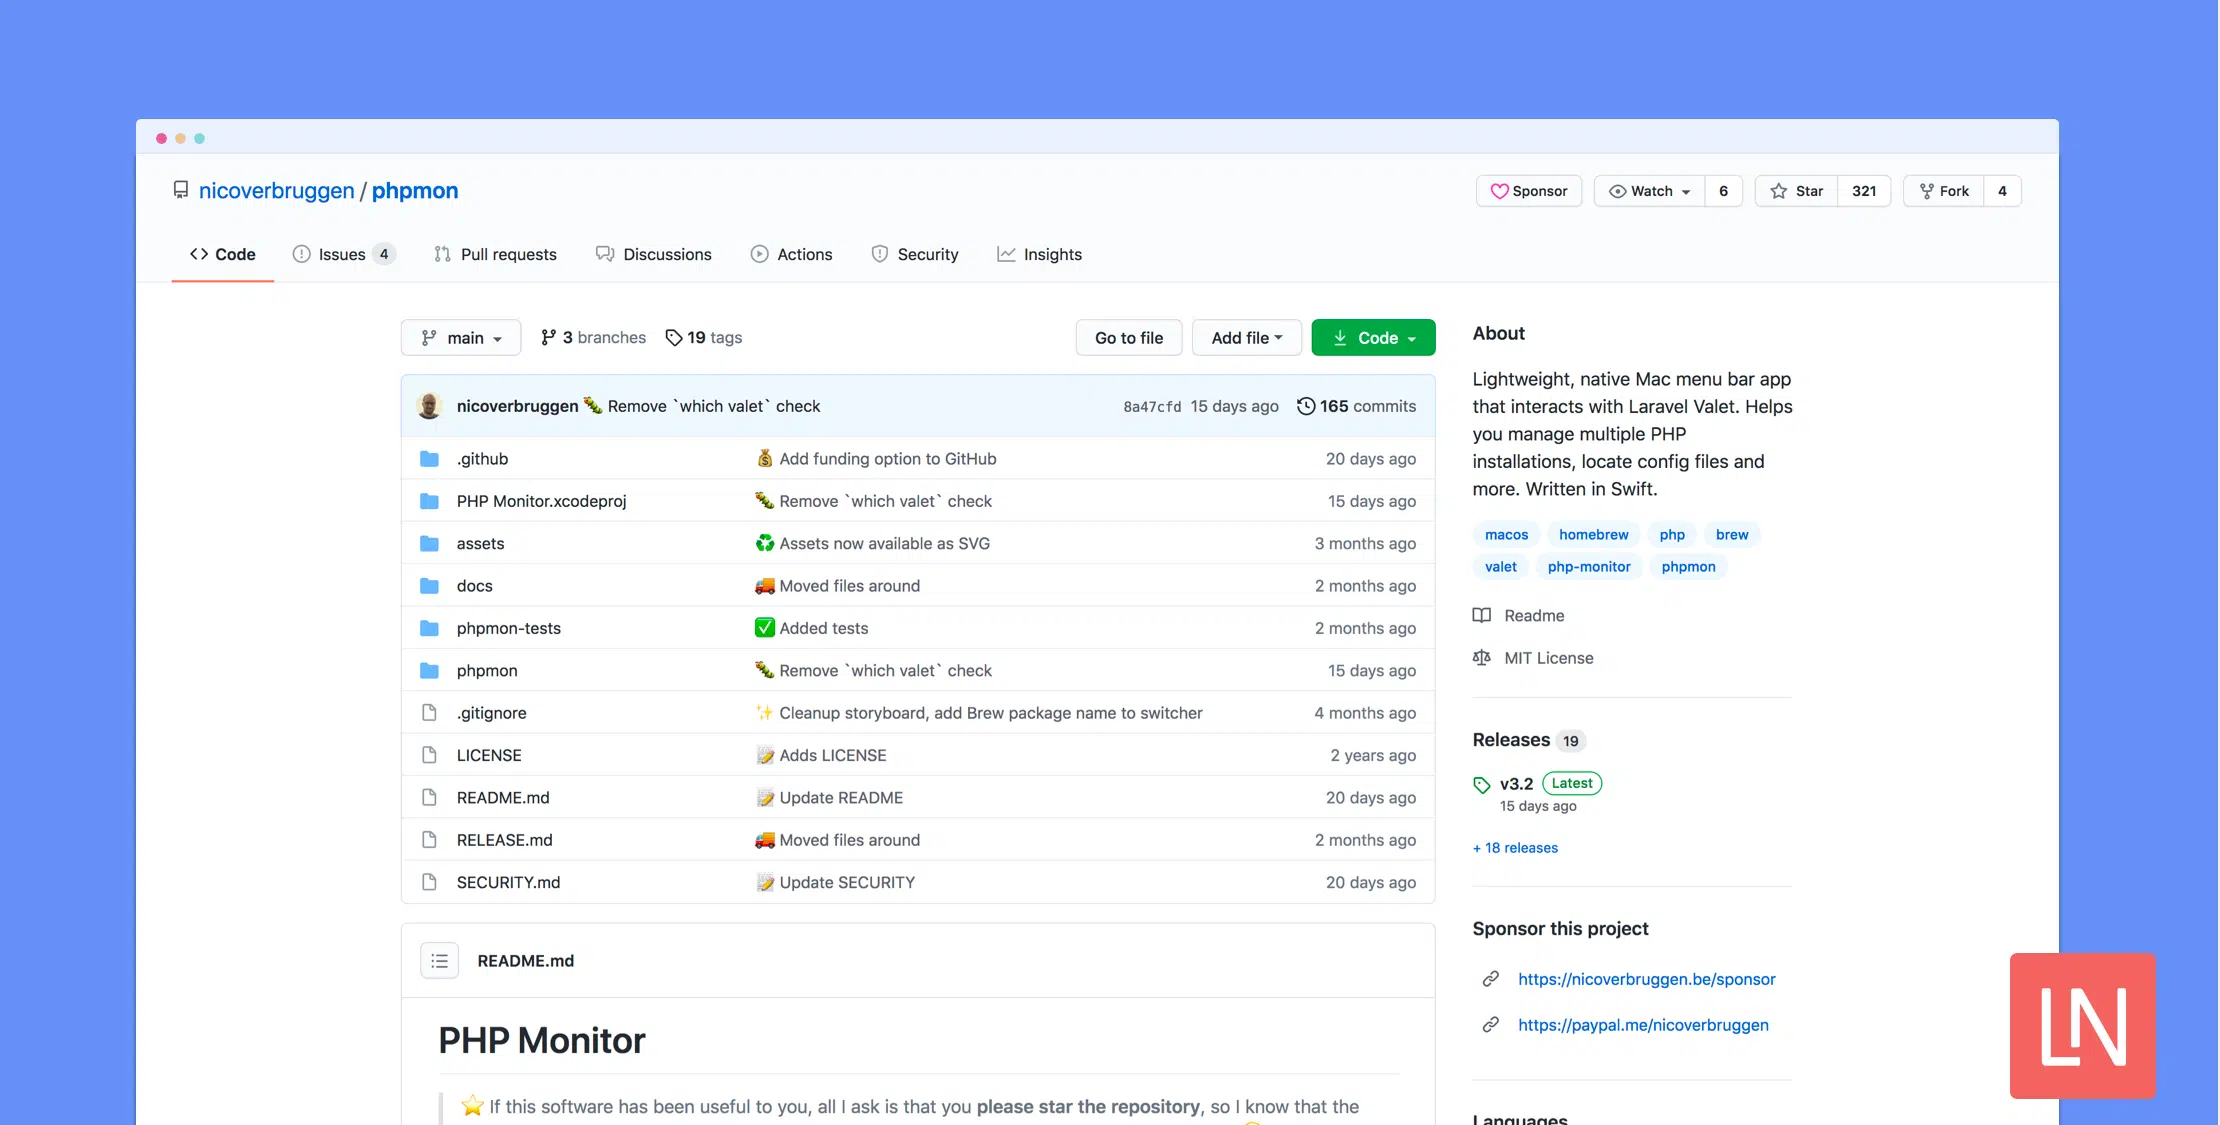 nicoverbruggen / phpmon
Sponsor Watch 6 Star 321 Fork 4
Code Issues 4 Pull requests Discussions Actions Security Insights
main 3 branches 19 tags Go to file Add file Code
nicoverbruggen Remove `which valet` check 8a47cfd 15 days ago 165 commits
.github Add funding option to GitHub 20 days ago
PHP Monitor.xcodeproj Remove `which valet` check 15 days ago
assets Assets now available as SVG 3 months ago
docs Moved files around 2 months ago
phpmon-tests Added tests 2 months ago
phpmon Remove `which valet` check 15 days ago
.gitignore Cleanup storyboard, add Brew package name to switcher 4 months ago
LICENSE Adds LICENSE 2 years ago
README.md Update README 20 days ago
RELEASE.md Moved files around 2 months ago
SECURITY.md Update SECURITY 20 days ago
README.md
PHP Monitor
If this software has been useful to you, all I ask is that you please star the repository, so I know that the
About
Lightweight, native Mac menu bar app
that interacts with Laravel Valet. Helps
you manage multiple PHP
installations, locate config files and
more. Written in Swift.
macos homebrew php brew
valet php-monitor phpmon
Readme
MIT License
Releases 19
v3.2 Latest
15 days ago
+ 18 releases
Sponsor this project
https://nicoverbruggen.be/sponsor
https://paypal.me/nicoverbruggen
Languages
LN